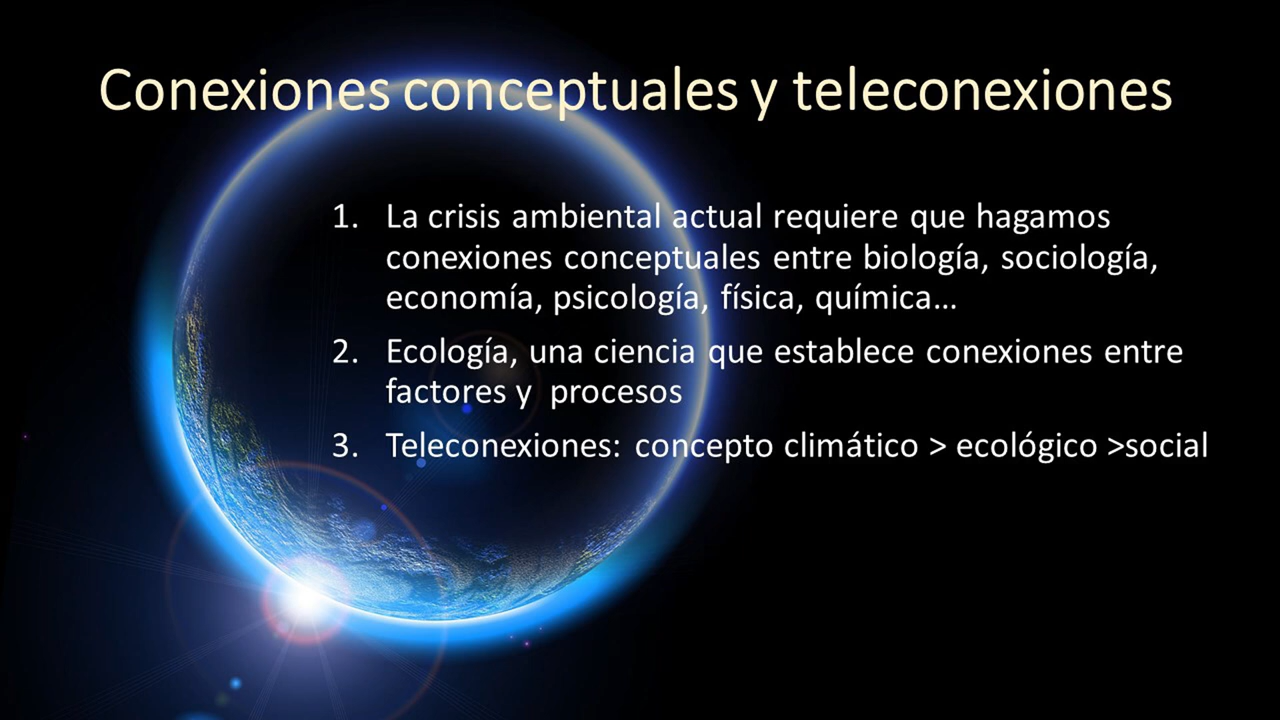 Conexiones conceptuales y teleconexiones
1. La crisis ambiental actual requiere que hagamos
conexiones conceptuales entre biología, sociología,
economía, psicología, física, química...
2. Ecología, una ciencia que establece conexiones entre
factores y  procesos
3. Teleconexiones: concepto climático > ecológico >social